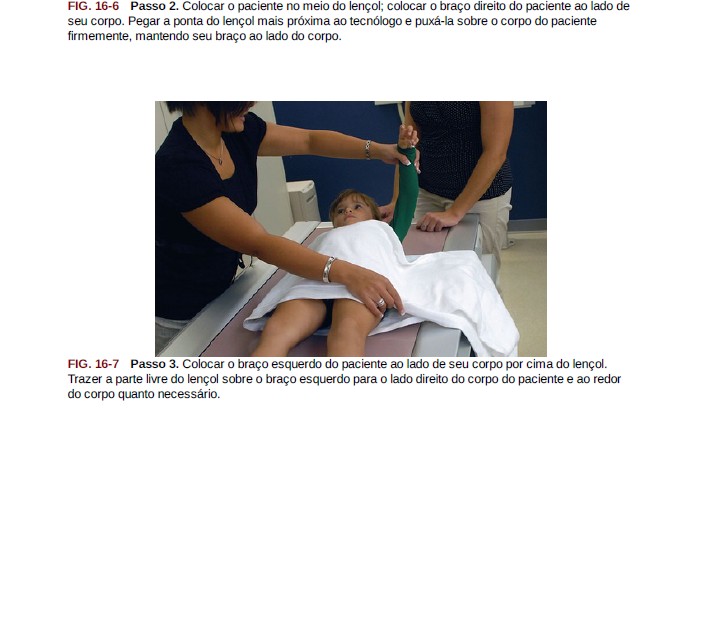 FIG. 16-6 Passo 2. Colocar o paciente no meio do lençol; colocar o braço direito do paciente ao lado de
seu corpo. Pegar a ponta do lençol mais próxima ao tecnólogo e puxá-la sobre o corpo do paciente
firmemente, mantendo seu braço ao lado do corpo.
FIG. 16-7 Passo 3. Colocar o braço esquerdo do paciente ao lado de seu corpo por cima do lençol.
Trazer a parte livre do lençol sobre o braço esquerdo para o lado direito do corpo do paciente e ao redor
do corpo quanto necessário.